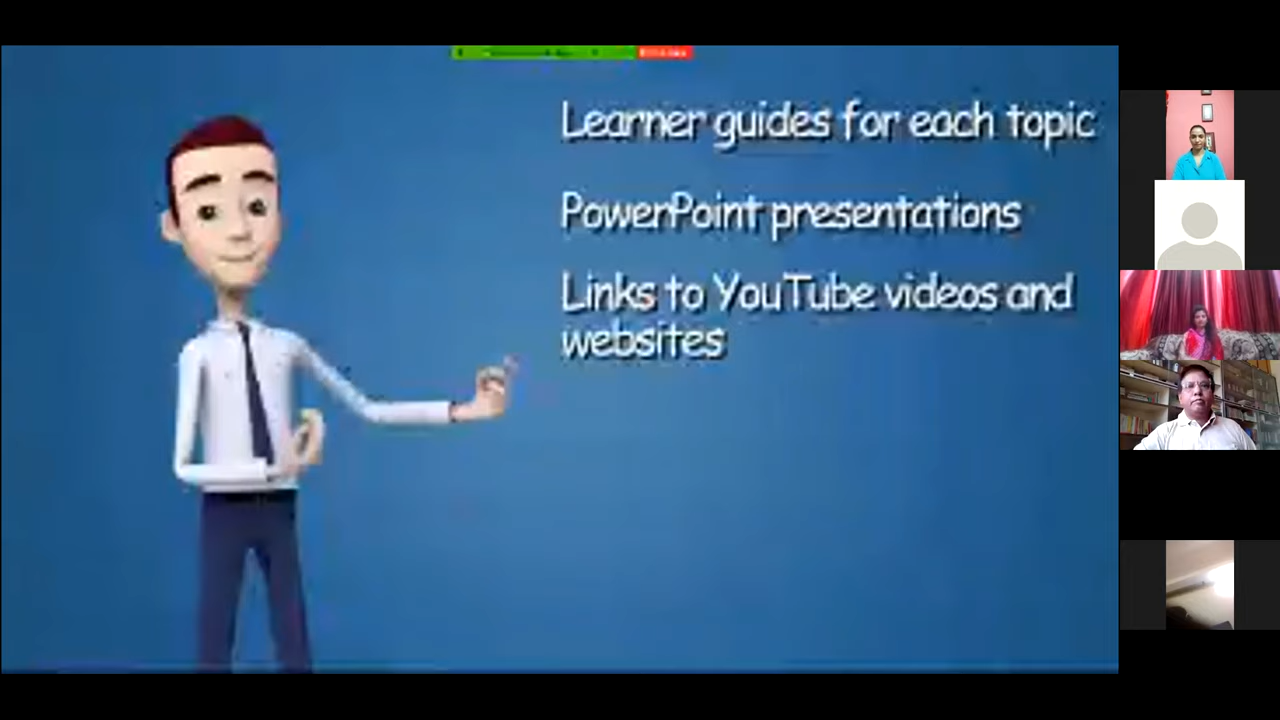 Learner guides for each topic
PowerPoint presentations
Links to YouTube videos and
websites